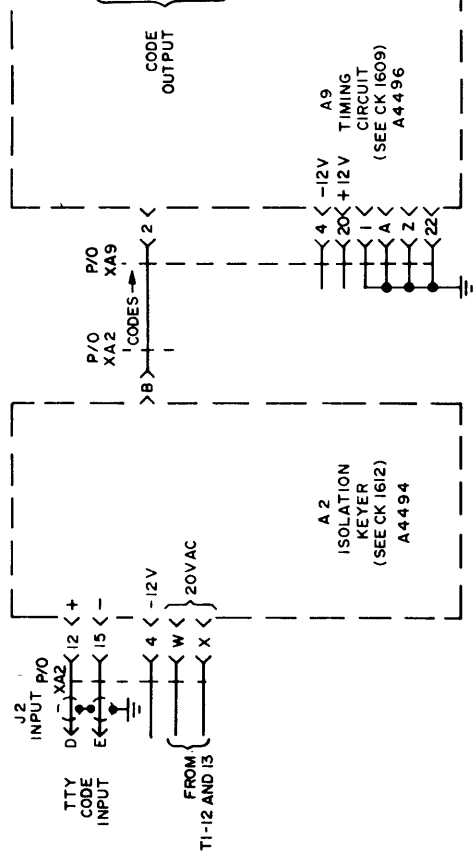 J2
INPUT
P/O
XA2
TTY
CODE
INPUT
D
E
12 +
15 -
4 -12V
W
X
20VAC
FROM
T1-12 AND 13
A2
ISOLATION
KEYER
(SEE CK 1612)
A4494
P/O
XA2
B
CODES
P/O
XA9
2
4 -12V
20 +12V
1
A
Z
22
A9
TIMING
CIRCUIT
(SEE CK 1609)
A4496
CODE
OUTPUT